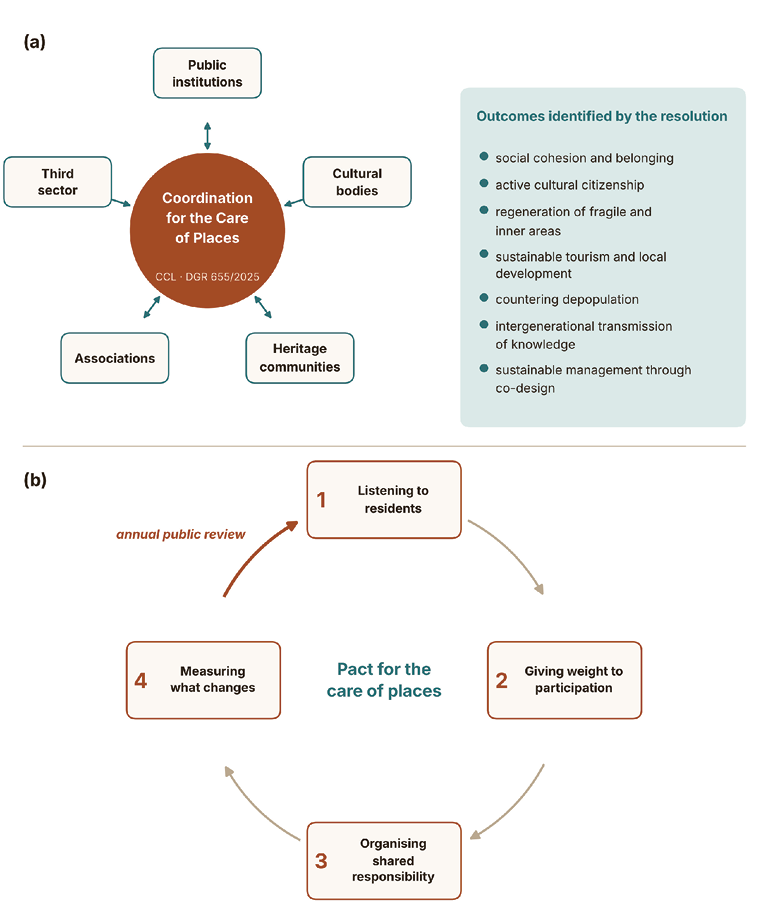 (a)
Public
institutions
Third
sector
Cultural
bodies
Coordination
for the Care
of Places
CCL · DGR 655/2025
Associations
Heritage
communities
Outcomes identified by the resolution
social cohesion and belonging
active cultural citizenship
regeneration of fragile and
inner areas
sustainable tourism and local
development
countering depopulation
intergenerational transmission
of knowledge
sustainable management through
co-design
(b)
1
Listening to
residents
annual public review
4
Measuring
what changes
Pact for the
care of places
2
Giving weight to
participation
3
Organising
shared
responsibility